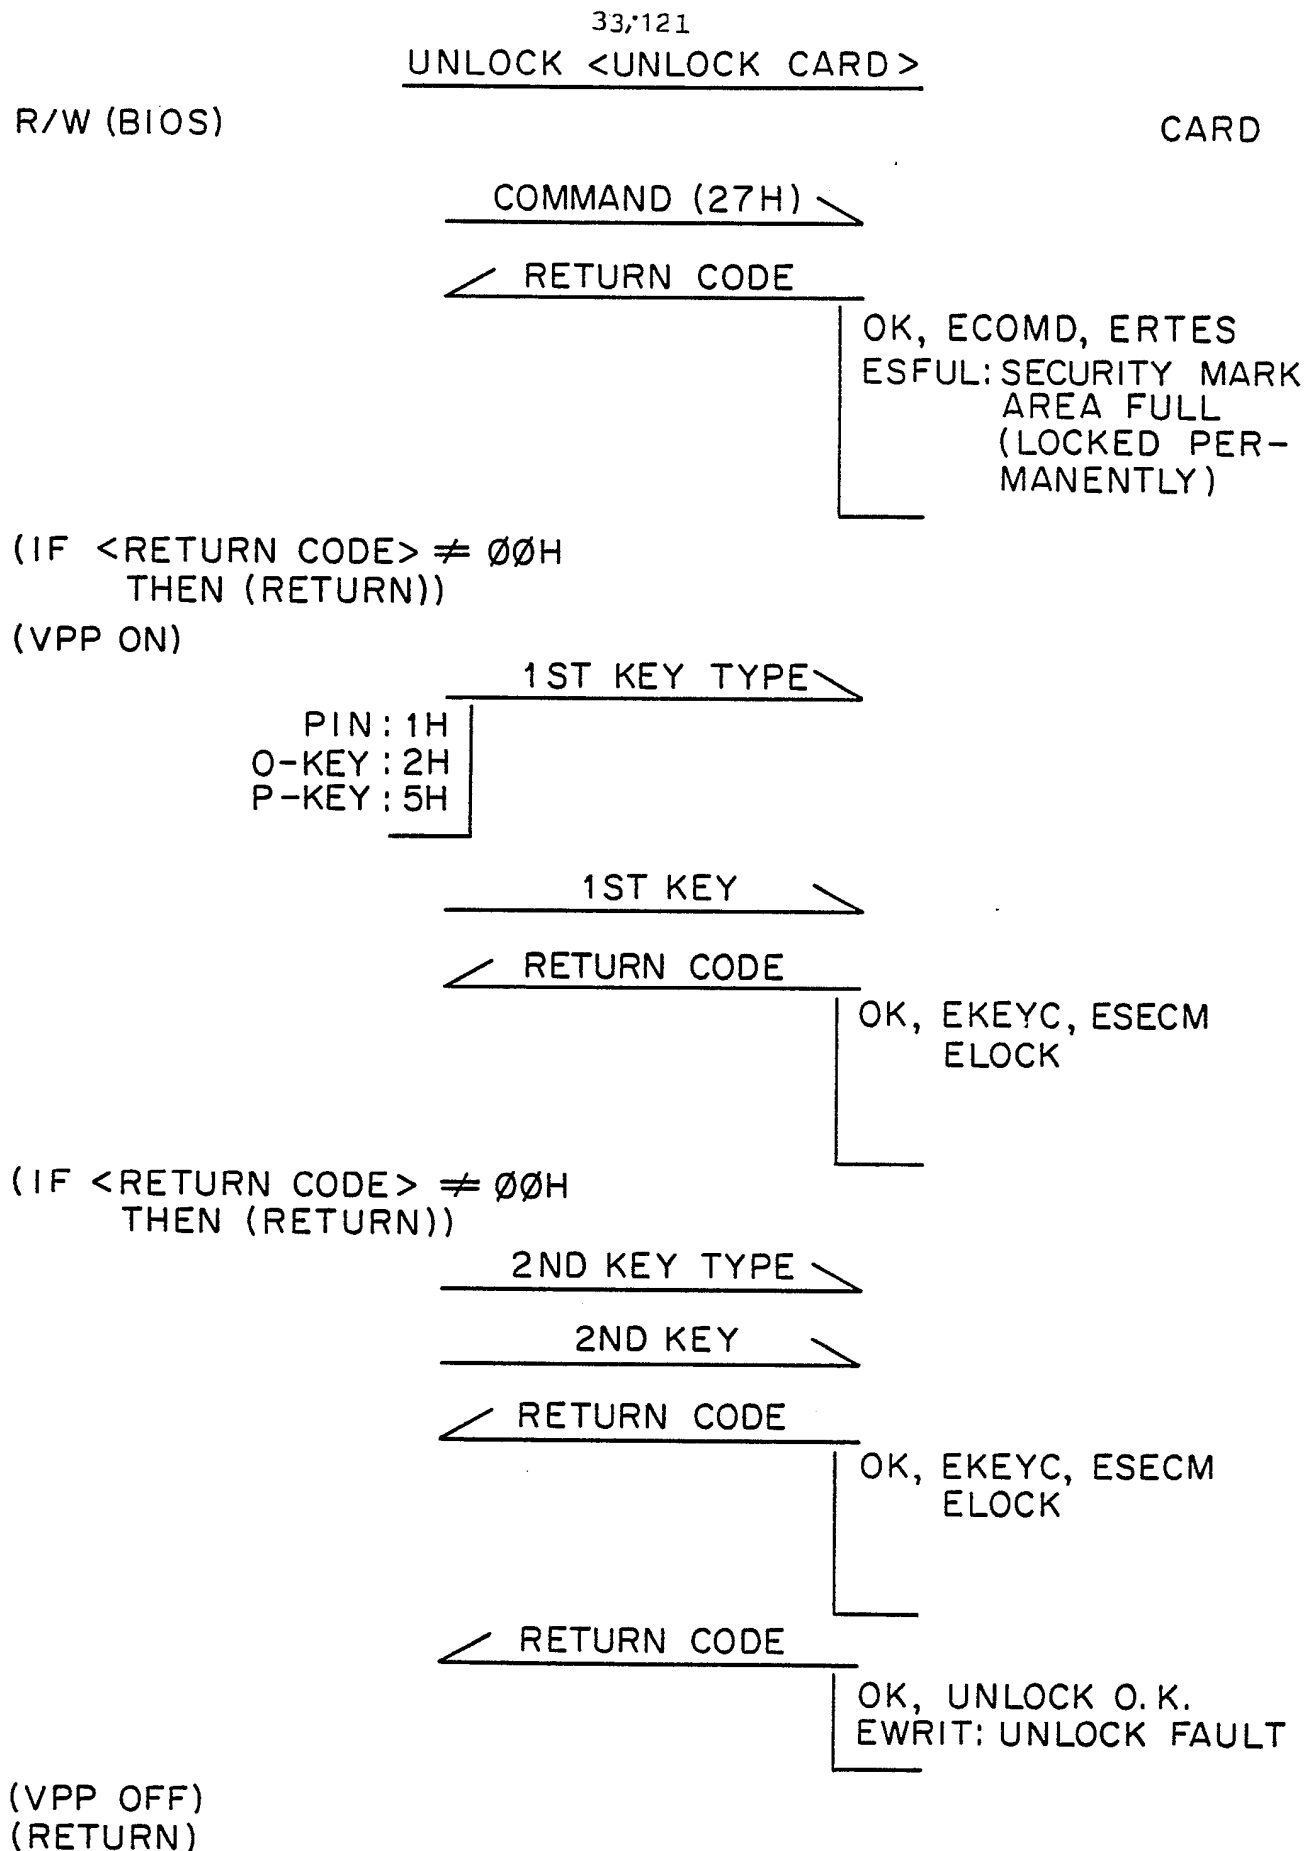 33/121
UNLOCK <UNLOCK CARD>
R/W (BIOS)
CARD
COMMAND (27H)
RETURN CODE
OK, ECOMD, ERTES
ESFUL: SECURITY MARK
AREA FULL
(LOCKED PER-
MANENTLY)
(IF <RETURN CODE> ≠ ØØH
THEN (RETURN))
(VPP ON)
1ST KEY TYPE
PIN: 1H
O-KEY: 2H
P-KEY: 5H
1ST KEY
RETURN CODE
OK, EKEYC, ESECM
ELOCK
(IF <RETURN CODE> ≠ ØØH
THEN (RETURN))
2ND KEY TYPE
2ND KEY
RETURN CODE
OK, EKEYC, ESECM
ELOCK
RETURN CODE
OK, UNLOCK O.K.
EWRIT: UNLOCK FAULT
(VPP OFF)
(RETURN)